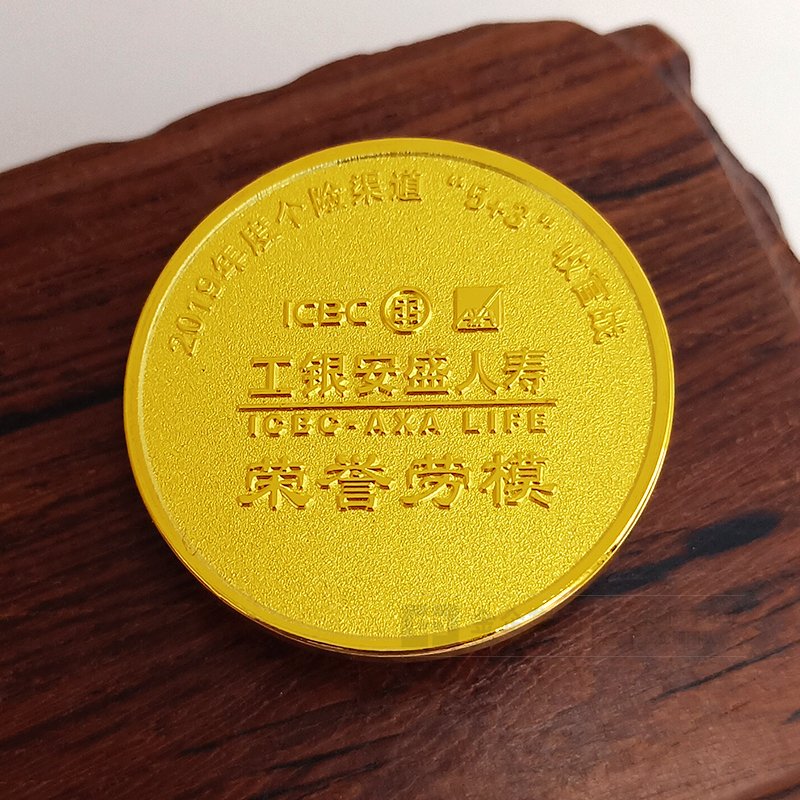 2019年度个险渠道 "5+3" 收官战
ICBC AXA
工银安盛人寿
ICBC-AXA LIFE
荣誉劳模